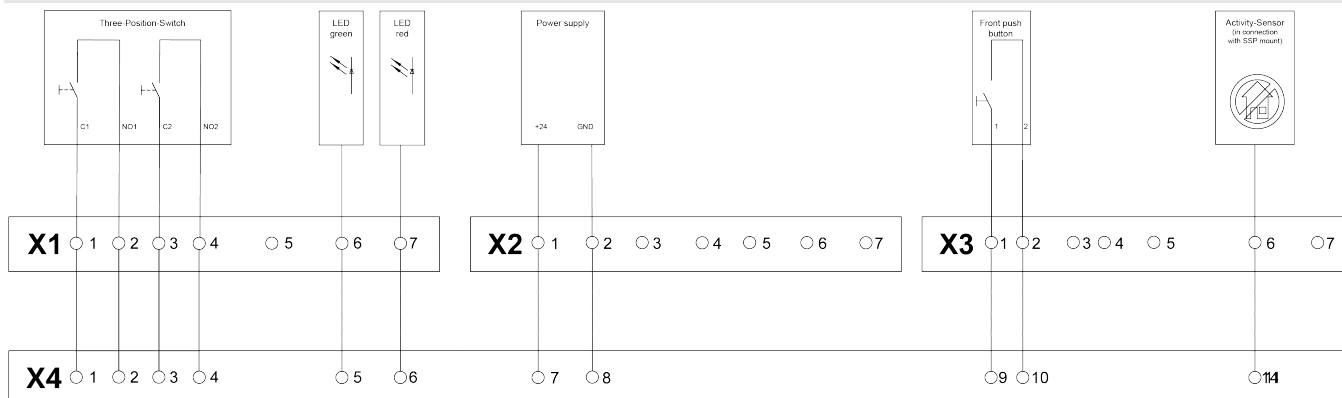 Three-Position-Switch
C1 NO1 C2 NO2
LED
green
LED
red
Power supply
+24 GND
Front push
button
1 2
Activity-Sensor
(in connection
with SSP mount)
X1 1 2 3 4 5 6 7
X2 1 2 3 4 5 6 7
X3 1 2 3 4 5 6 7
X4 1 2 3 4 5 6 7 8 9 10